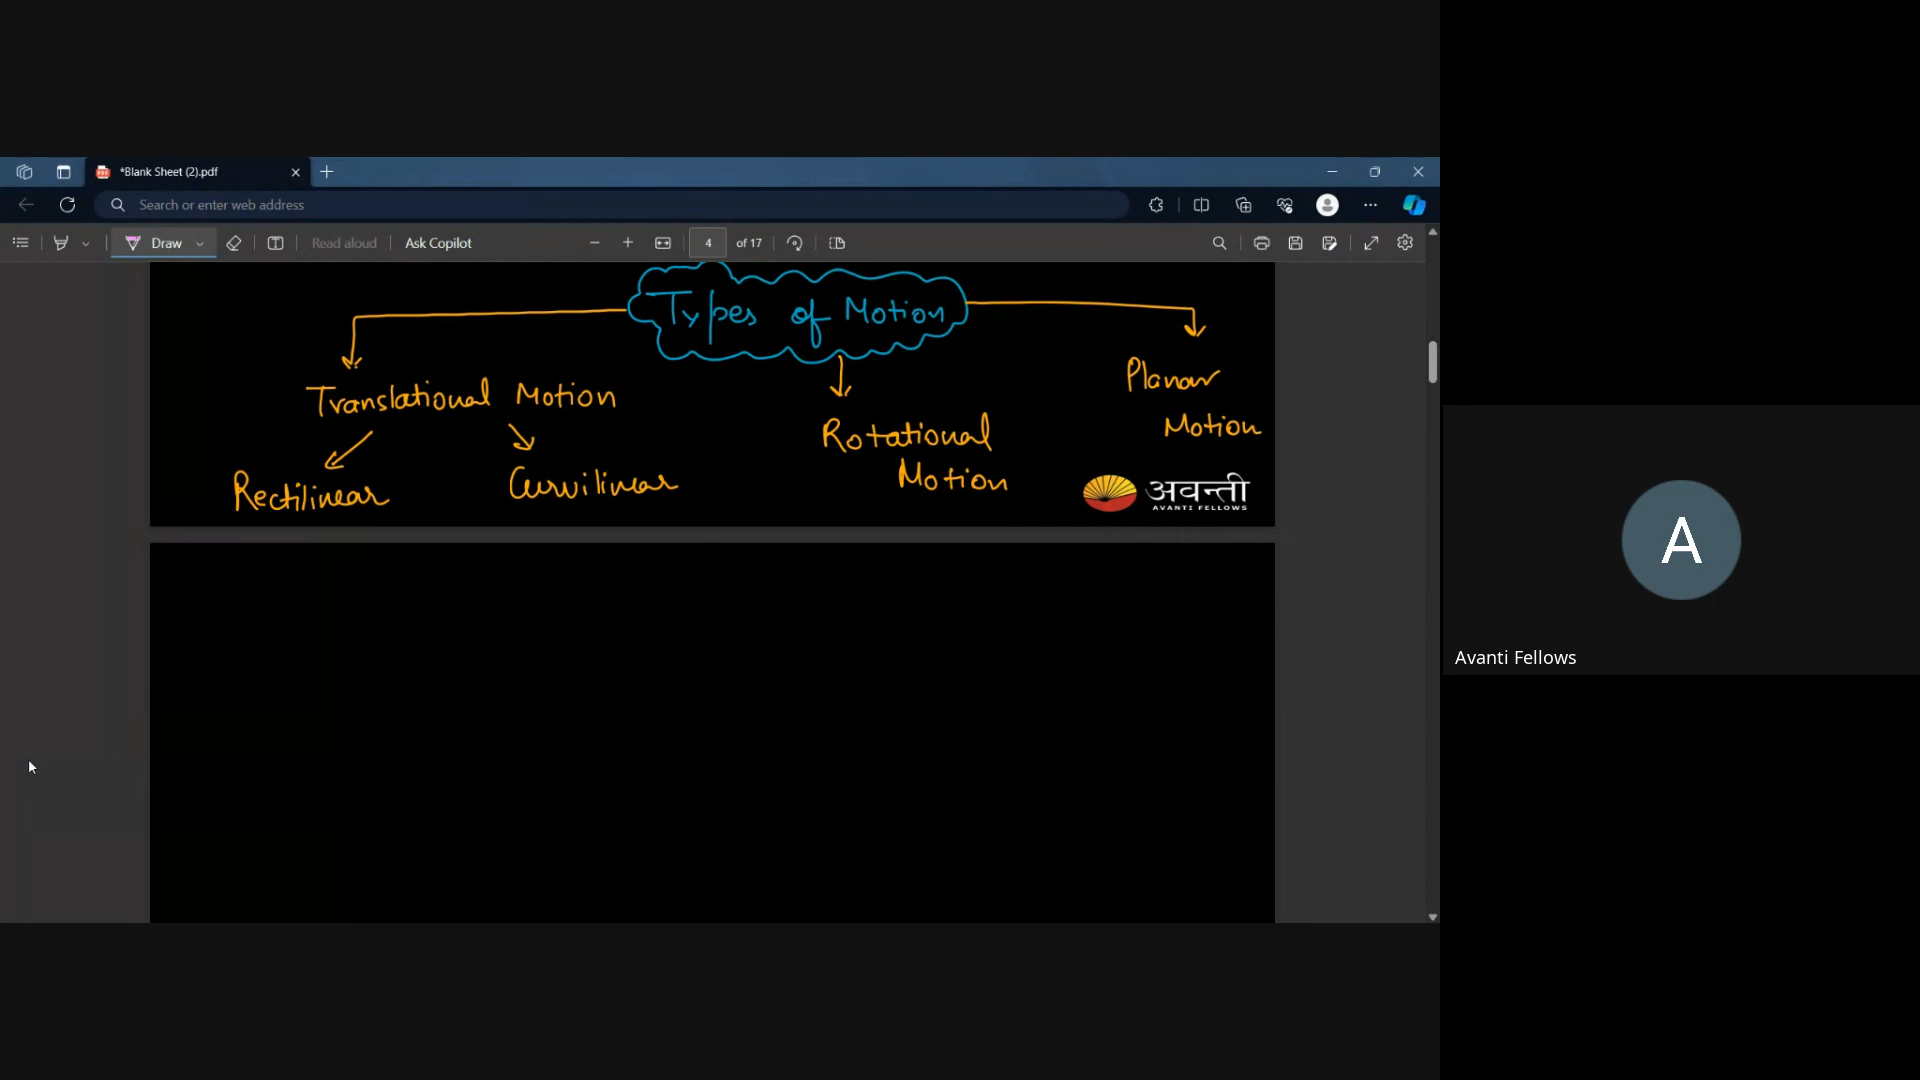 *Blank Sheet (2).pdf
Search or enter web address
Draw
Read aloud
Ask Copilot
4 of 17
Types of Motion
Translational Motion
Rectilinear
Curvilinear
Rotational
Motion
Planar
Motion
अवन्ती
AVANTI FELLOWS
A
Avanti Fellows